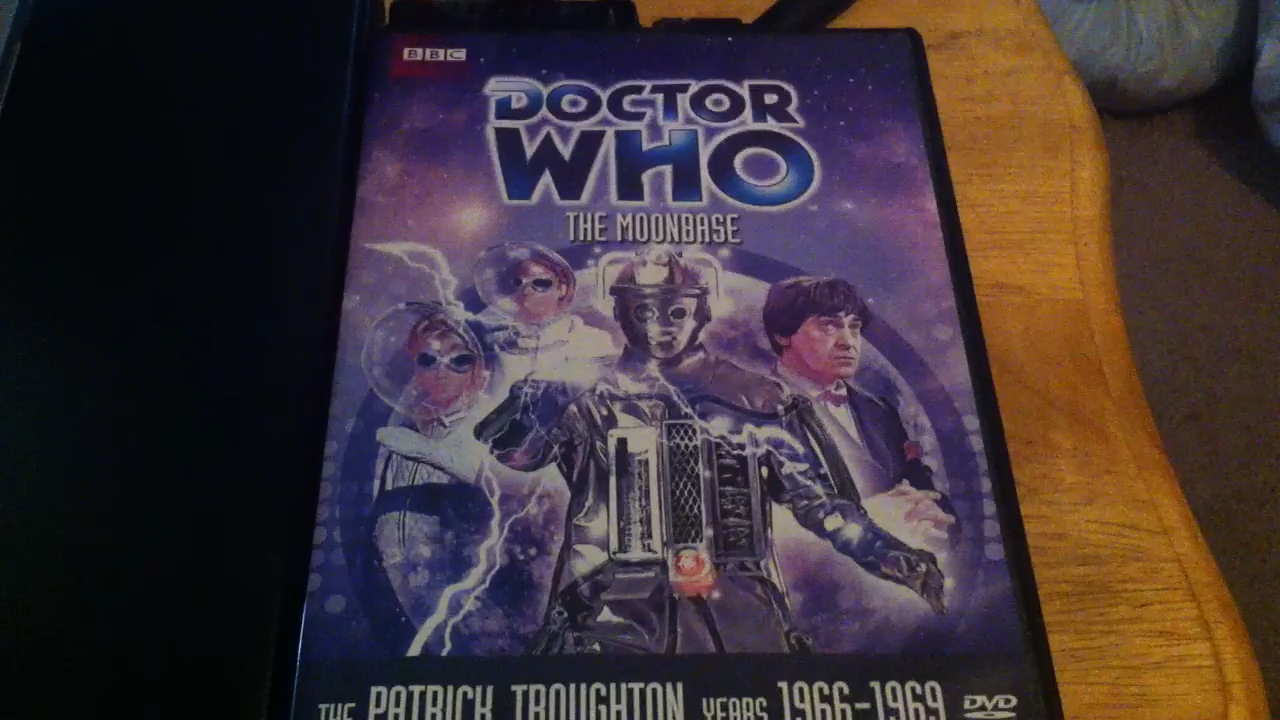 BBC
DOCTOR
WHO
THE MOONBASE
THE PATRICK TROUGHTON YEARS 1966-1969 DVD